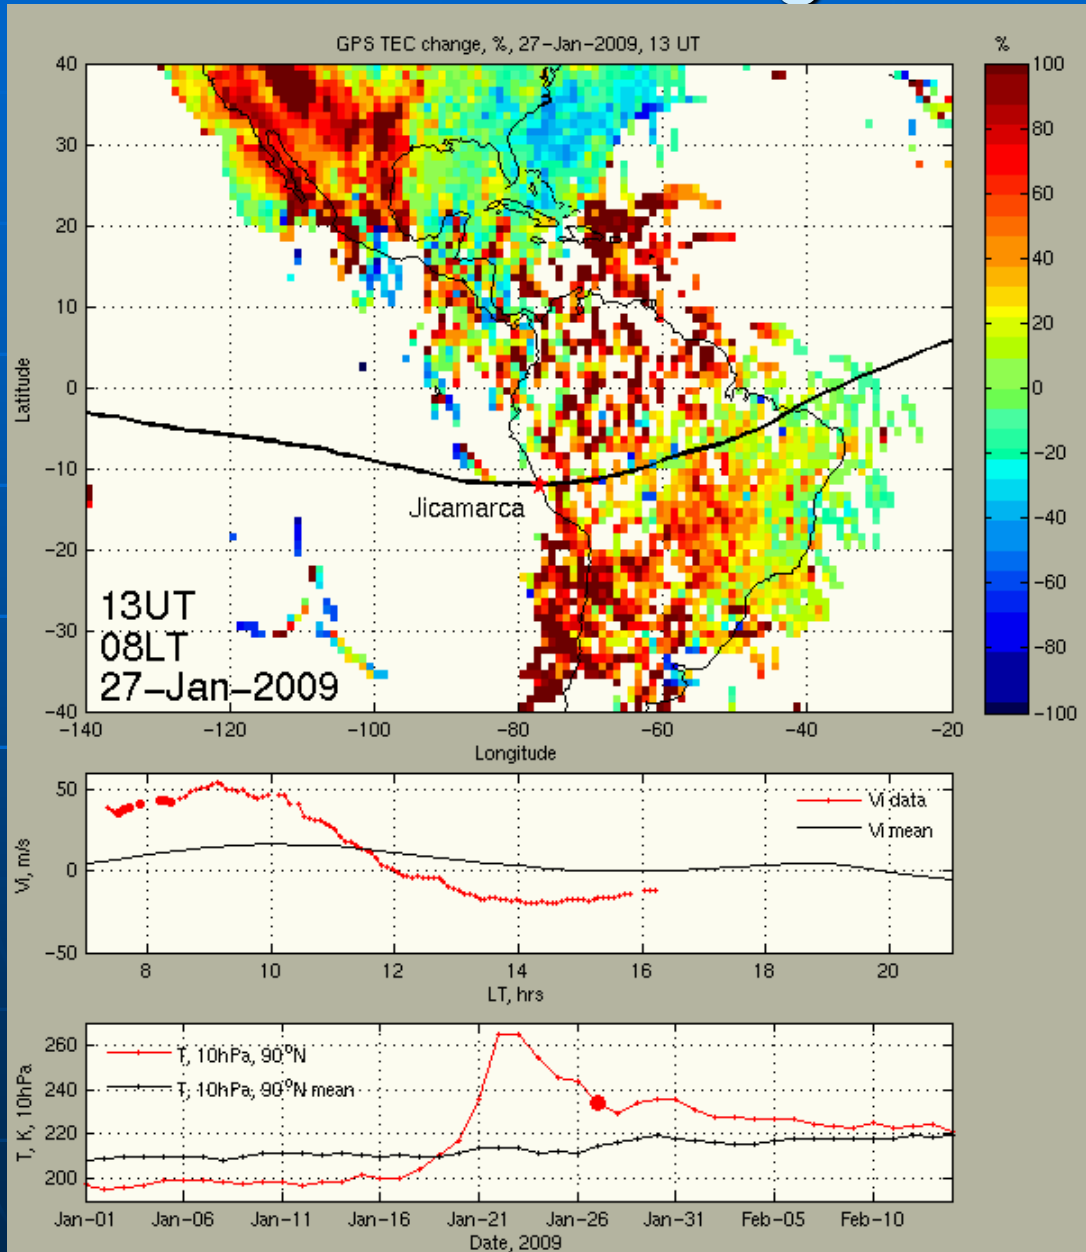 GPS TEC change, %, 27-Jan-2009, 13 UT
%
40
30
20
10
0
-10
-20
-30
-40
Latitude
100
80
60
40
20
0
-20
-40
-60
-80
-100
Jicamarca
13UT
08LT
27-Jan-2009
-140 -120 -100 -80 -60 -40 -20
Longitude
50
0
-50
Vi, m/s
Vi data
Vi mean
8 10 12 14 16 18 20
LT, hrs
260
240
220
200
T, K, 10hPa
T, 10hPa, 90°N
T, 10hPa, 90°N mean
Jan-01 Jan-06 Jan-11 Jan-16 Jan-21 Jan-26 Jan-31 Feb-05 Feb-10
Date, 2009